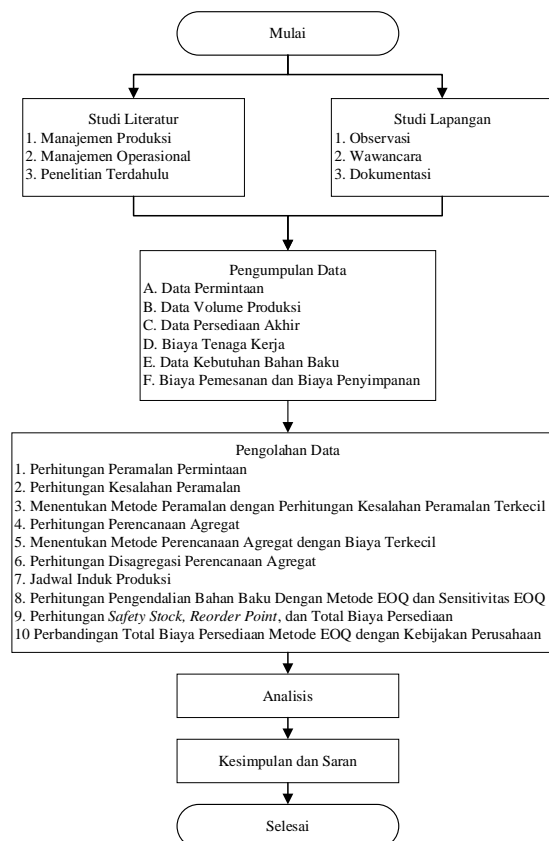 Mulai
Studi Literatur
1. Manajemen Produksi
2. Manajemen Operasional
3. Penelitian Terdahulu
Studi Lapangan
1. Observasi
2. Wawancara
3. Dokumentasi
Pengumpulan Data
A. Data Permintaan
B. Data Volume Produksi
C. Data Persediaan Akhir
D. Biaya Tenaga Kerja
E. Data Kebutuhan Bahan Baku
F. Biaya Pemesanan dan Biaya Penyimpanan
Pengolahan Data
1. Perhitungan Peramalan Permintaan
2. Perhitungan Kesalahan Peramalan
3. Menentukan Metode Peramalan dengan Perhitungan Kesalahan Peramalan Terkecil
4. Perhitungan Perencanaan Agregat
5. Menentukan Metode Perencanaan Agregat dengan Biaya Terkecil
6. Perhitungan Disagregasi Perencanaan Agregat
7. Jadwal Induk Produksi
8. Perhitungan Pengendalian Bahan Baku Dengan Metode EOQ dan Sensitivitas EOQ
9. Perhitungan Safety Stock, Reorder Point, dan Total Biaya Persediaan
10 Perbandingan Total Biaya Persediaan Metode EOQ dengan Kebijakan Perusahaan
Analisis
Kesimpulan dan Saran
Selesai